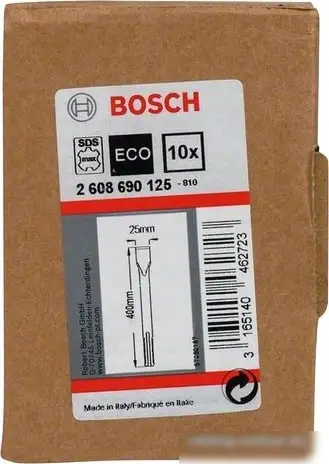 BOSCH
SDS
max
ECO
10x
2 608 690 125 - 810
25mm
400mm
3 165140 462723
Robert Bosch GmbH
D-70745 Leinfelden-Echterdingen
www.bosch-pt.com
Made in Italy/Fabriqué en Italie